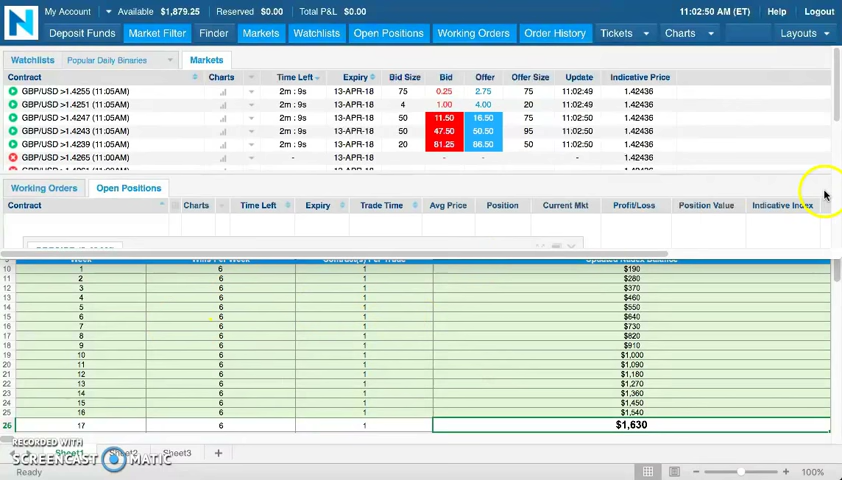 My Account Available $1,879.25 Reserved $0.00 Total P&L $0.00 11:02:50 AM (ET) Help Logout
N
Deposit Funds Market Filter Finder Markets Watchlists Open Positions Working Orders Order History Tickets Charts Layouts
Watchlists Popular Daily Binaries Markets
Contract Charts Time Left Expiry Bid Size Bid Offer Offer Size Update Indicative Price
GBP/USD >1.4255 (11:05AM) 2m : 9s 13-APR-18 75 0.25 2.75 75 11:02:49 1.42436
GBP/USD >1.4251 (11:05AM) 2m : 9s 13-APR-18 4 1.00 4.00 20 11:02:49 1.42436
GBP/USD >1.4247 (11:05AM) 2m : 9s 13-APR-18 50 11.50 16.50 75 11:02:50 1.42436
GBP/USD >1.4243 (11:05AM) 2m : 9s 13-APR-18 50 47.50 50.50 95 11:02:50 1.42436
GBP/USD >1.4239 (11:05AM) 2m : 9s 13-APR-18 20 81.25 86.50 50 11:02:50 1.42436
GBP/USD >1.4265 (11:00AM) - 13-APR-18 - - - 1.42436
Working Orders Open Positions
Contract Charts Time Left Expiry Trade Time Avg Price Position Current Mkt Profit/Loss Position Value Indicative Index
9 Week Wins Per Week Contract(s) Per Trade Updated Nadex Balance
10 1 6 1 $190
11 2 6 1 $280
12 3 6 1 $370
13 4 6 1 $460
14 5 6 1 $550
15 6 6 1 $640
16 7 6 1 $730
17 8 6 1 $820
18 9 6 1 $910
19 10 6 1 $1,000
20 11 6 1 $1,090
21 12 6 1 $1,180
22 13 6 1 $1,270
23 14 6 1 $1,360
24 15 6 1 $1,450
25 16 6 1 $1,540
26 17 6 1 $1,630
RECORDED WITH
SCREENCAST MATIC
Sheet1 Sheet2 Sheet3 +
Ready 100%